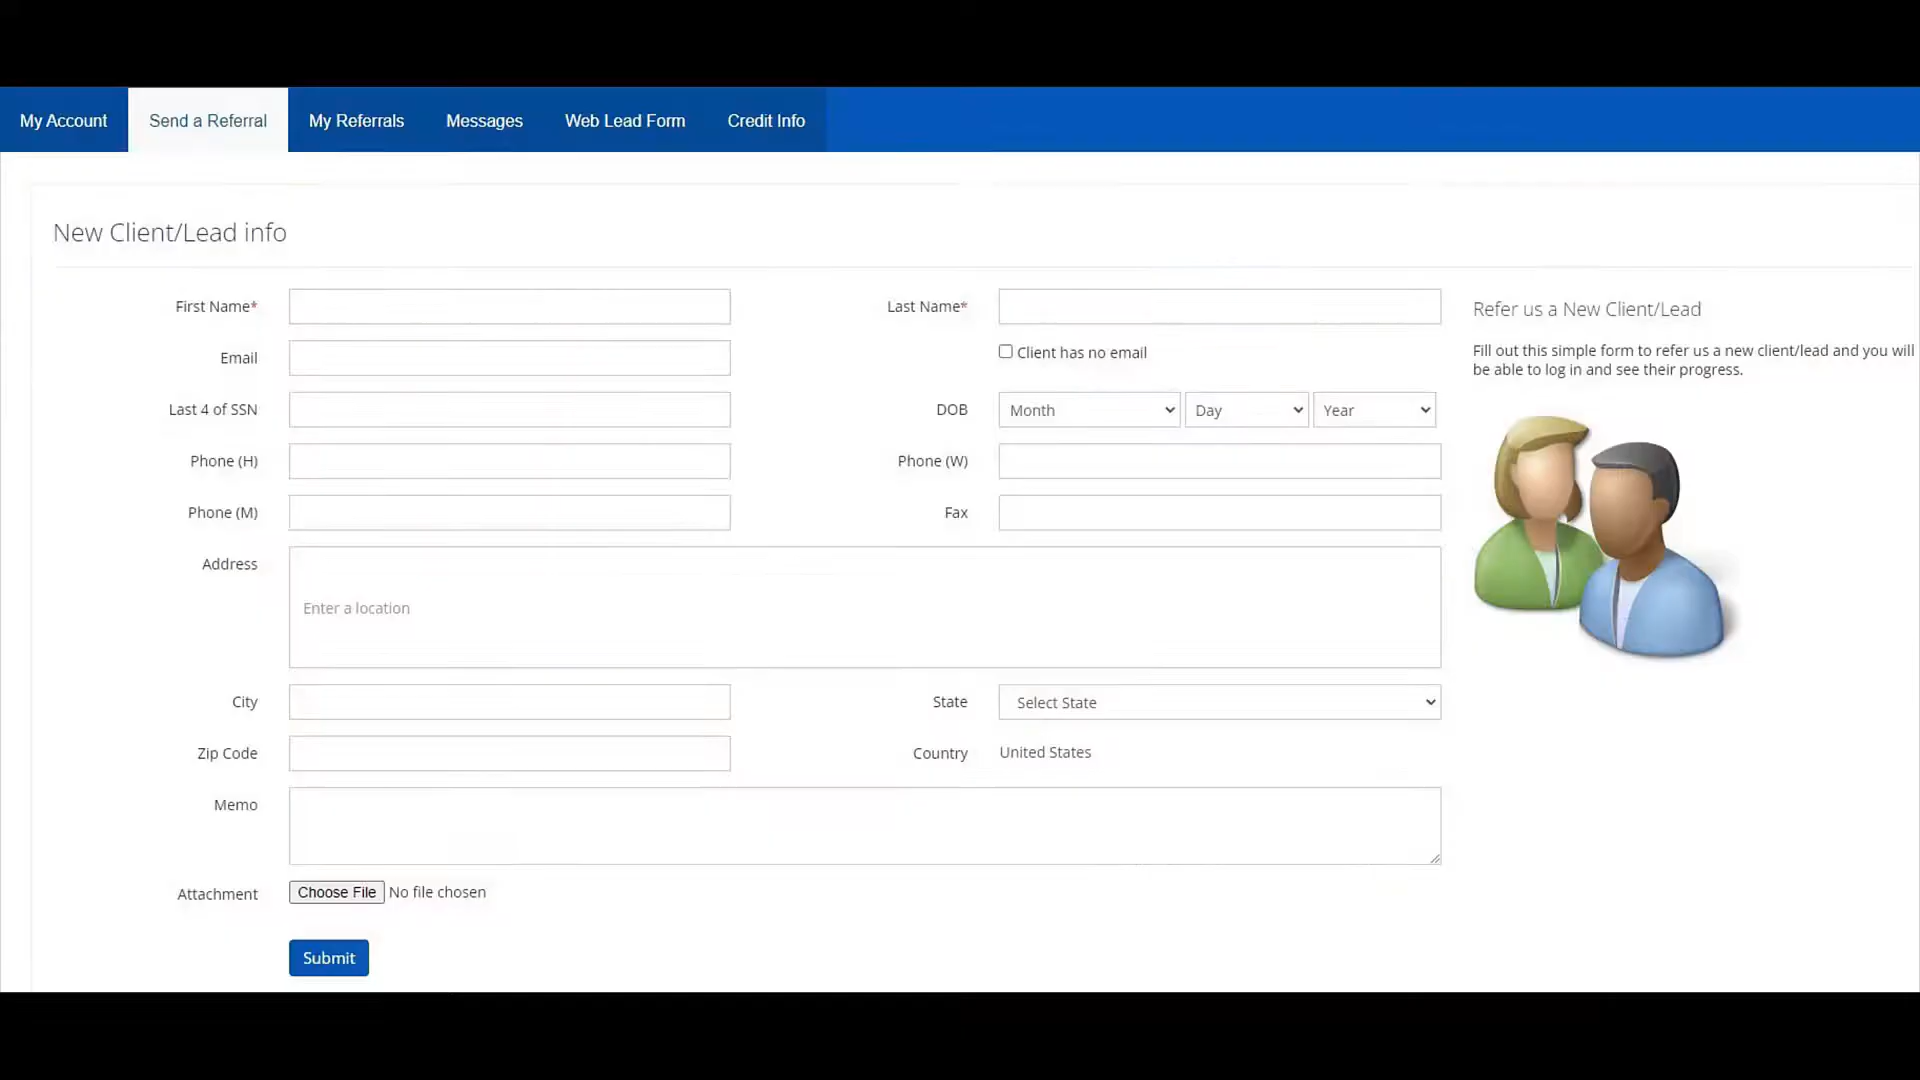 My Account Send a Referral My Referrals Messages Web Lead Form Credit Info
New Client/Lead info
First Name* Last Name*
Refer us a New Client/Lead
Email Client has no email
Fill out this simple form to refer us a new client/lead and you will
be able to log in and see their progress.
Last 4 of SSN DOB Month Day Year
Phone (H) Phone (W)
Phone (M) Fax
Address
Enter a location
City State Select State
Zip Code Country United States
Memo
Attachment Choose File No file chosen
Submit